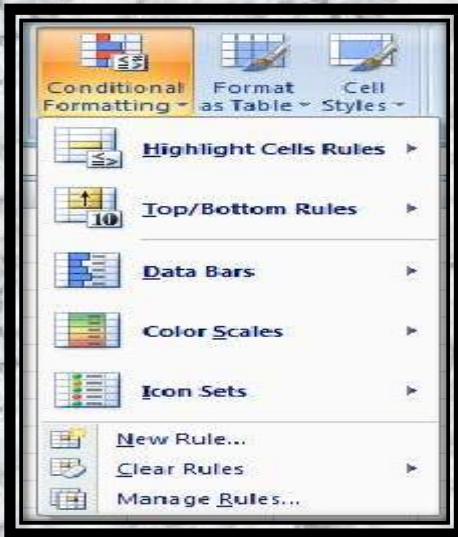 Conditional Formatting
Format as Table
Cell Styles
≤≥
Highlight Cells Rules
≤>
Top/Bottom Rules
10
Data Bars
Color Scales
Icon Sets
New Rule...
Clear Rules
Manage Rules...